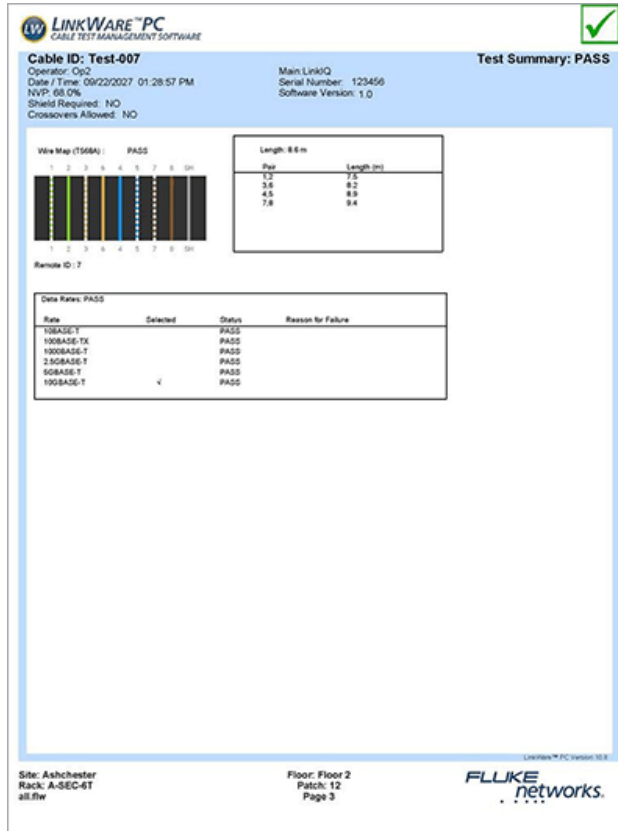 LW LINKWARE™PC
CABLE TEST MANAGEMENT SOFTWARE
Cable ID: Test-007
Test Summary: PASS
Operator: Op2
Date / Time: 09/22/2027 01:28:57 PM
NVP: 68.0%
Shield Required: NO
Crossovers Allowed: NO
Main:LinkIQ
Serial Number: 123456
Software Version: 1.0
Wire Map (T568A) : PASS
1 2 3 6 4 5 7 8 SH
1 2 3 6 4 5 7 8 SH
Remote ID : 7
Length: 8.6 m
Pair Length (m)
1,2 7.5
3,6 8.2
4,5 8.9
7,8 9.4
Data Rates: PASS
Rate Selected Status Reason for Failure
10BASE-T PASS
100BASE-TX PASS
1000BASE-T PASS
2.5GBASE-T PASS
5GBASE-T PASS
10GBASE-T √ PASS
LinkWare™ PC Version 10.9
Site: Ashchester
Rack: A-SEC-6T
all.flw
Floor: Floor 2
Patch: 12
Page 3
FLUKE
networks.